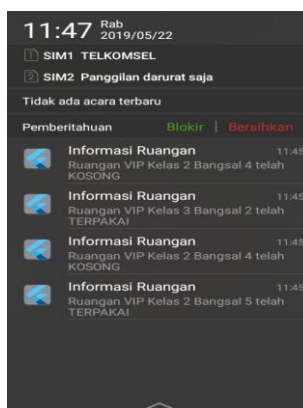 11:47 Rab
2019/05/22
1 SIM1 TELKOMSEL
2 SIM2 Panggilan darurat saja
Tidak ada acara terbaru
Pemberitahuan Blokir | Bersihkan
Informasi Ruangan 11:45
Ruangan VIP Kelas 2 Bangsal 4 telah
KOSONG
Informasi Ruangan 11:45
Ruangan VIP Kelas 3 Bangsal 2 telah
TERPAKAI
Informasi Ruangan 11:45
Ruangan VIP Kelas 2 Bangsal 4 telah
KOSONG
Informasi Ruangan 11:45
Ruangan VIP Kelas 2 Bangsal 5 telah
TERPAKAI